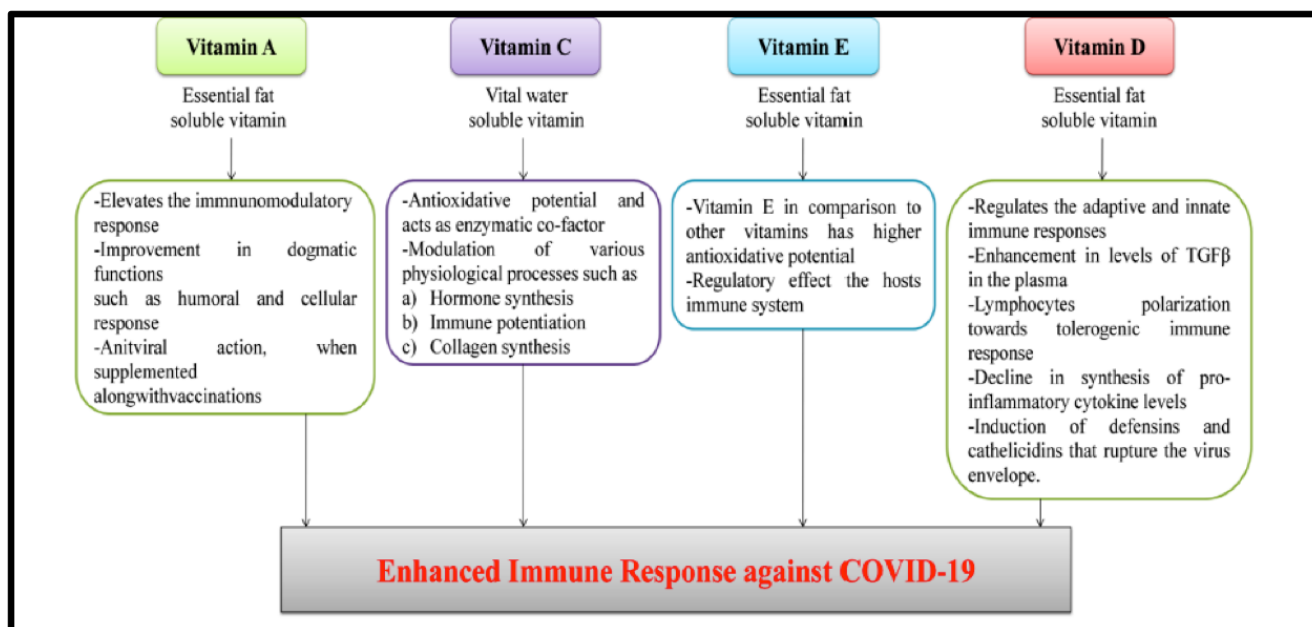 Vitamin A
Essential fat
soluble vitamin
-Elevates the immnunomodulatory
response
-Improvement in dogmatic
functions
such as humoral and cellular
response
-Anitviral action, when
supplemented
alongwithvaccinations
Vitamin C
Vital water
soluble vitamin
-Antioxidative potential and
acts as enzymatic co-factor
-Modulation of various
physiological processes such as
a) Hormone synthesis
b) Immune potentiation
c) Collagen synthesis
Vitamin E
Essential fat
soluble vitamin
-Vitamin E in comparison to
other vitamins has higher
antioxidative potential
-Regulatory effect the hosts
immune system
Vitamin D
Essential fat
soluble vitamin
-Regulates the adaptive and innate
immune responses
-Enhancement in levels of TGFβ
in the plasma
-Lymphocytes polarization
towards tolerogenic immune
response
-Decline in synthesis of pro-
inflammatory cytokine levels
-Induction of defensins and
cathelicidins that rupture the virus
envelope.
Enhanced Immune Response against COVID-19